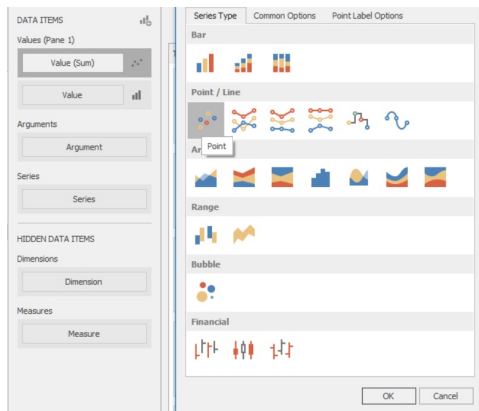 DATA ITEMS
Values (Pane 1)
Value (Sum)
Value
Arguments
Argument
Series
Series
HIDDEN DATA ITEMS
Dimensions
Dimension
Measures
Measure
Series Type
Common Options
Point Label Options
Bar
Point / Line
Point
Range
Bubble
Financial
OK
Cancel